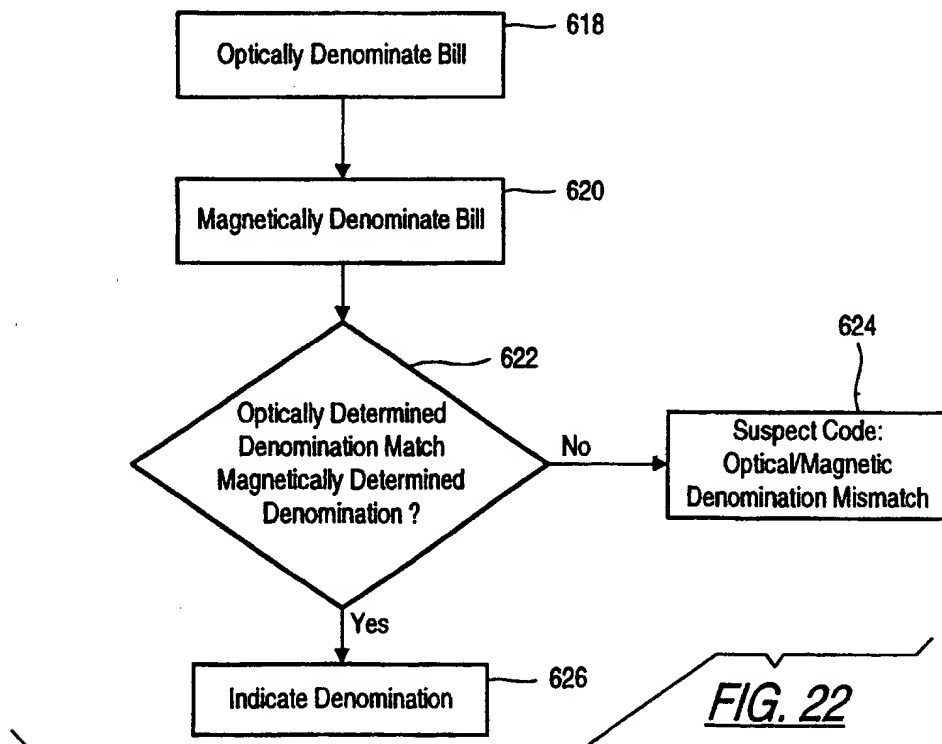 Optically Denominate Bill
618
Magnetically Denominate Bill
620
622
Optically Determined
Denomination Match
Magnetically Determined
Denomination ?
No
624
Suspect Code:
Optical/Magnetic
Denomination Mismatch
Yes
Indicate Denomination
626
FIG. 22